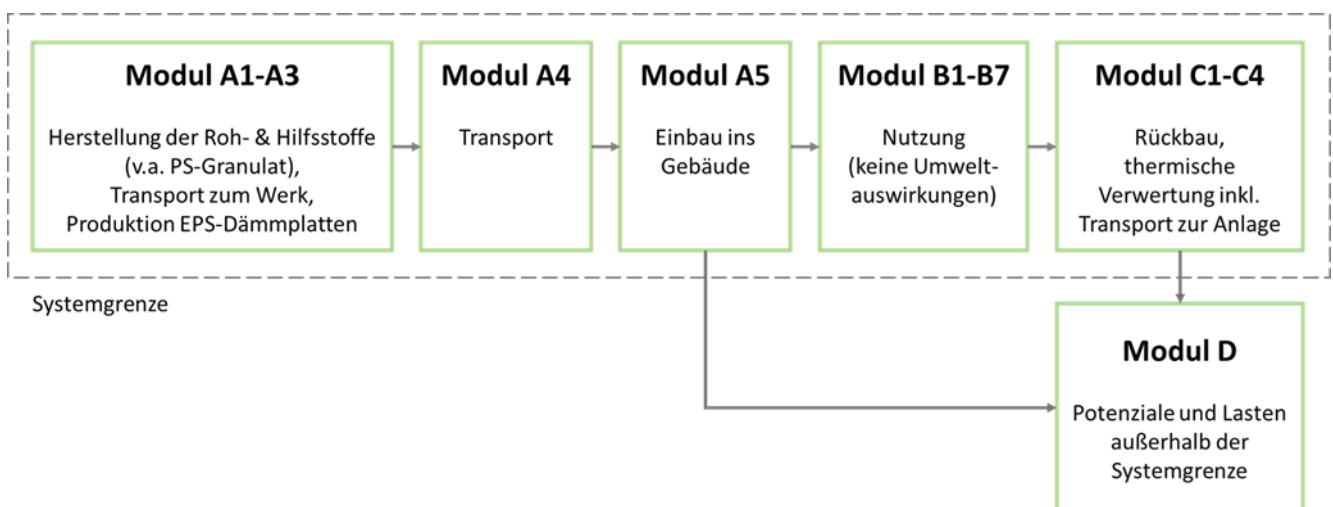 Modul A1-A3
Herstellung der Roh- & Hilfsstoffe
(v.a. PS-Granulat),
Transport zum Werk,
Produktion EPS-Dämmplatten
Modul A4
Transport
Modul A5
Einbau ins
Gebäude
Modul B1-B7
Nutzung
(keine Umwelt-
auswirkungen)
Modul C1-C4
Rückbau,
thermische
Verwertung inkl.
Transport zur Anlage
Systemgrenze
Modul D
Potenziale und Lasten
außerhalb der
Systemgrenze